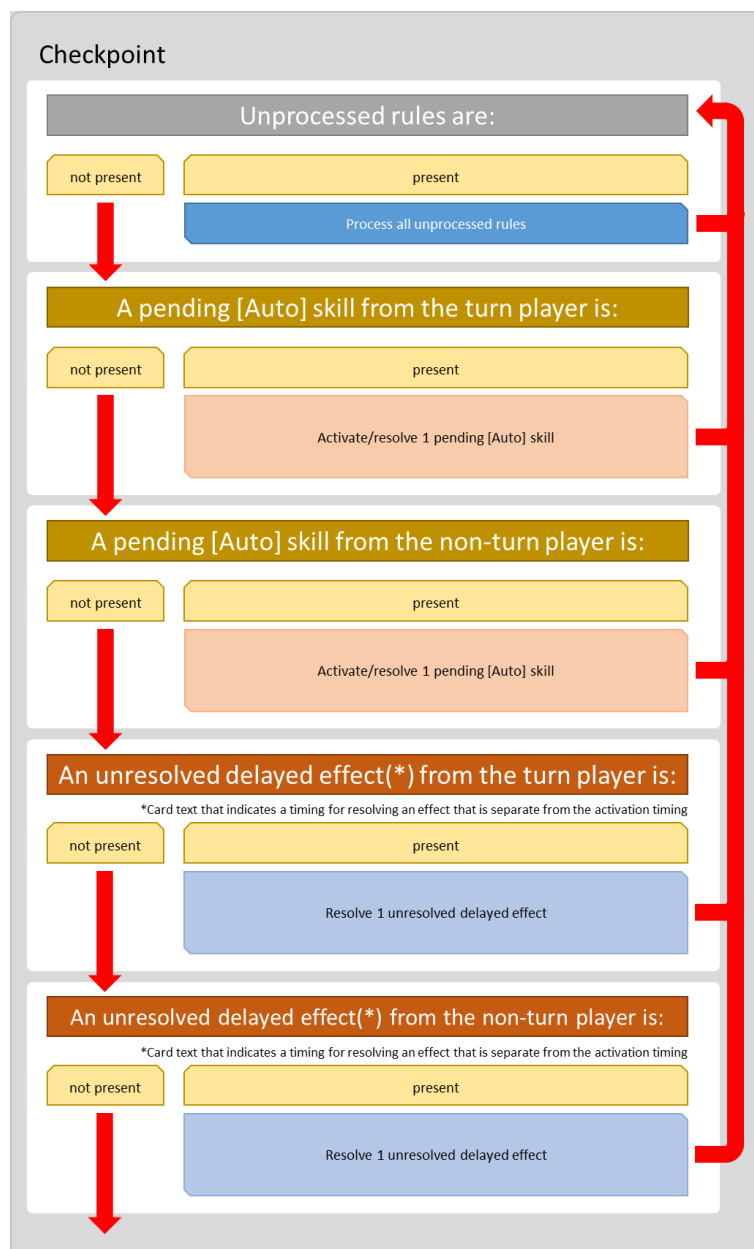 Checkpoint
Unprocessed rules are:
not present
present
Process all unprocessed rules
A pending [Auto] skill from the turn player is:
not present
present
Activate/resolve 1 pending [Auto] skill
A pending [Auto] skill from the non-turn player is:
not present
present
Activate/resolve 1 pending [Auto] skill
An unresolved delayed effect(*) from the turn player is:
*Card text that indicates a timing for resolving an effect that is separate from the activation timing
not present
present
Resolve 1 unresolved delayed effect
An unresolved delayed effect(*) from the non-turn player is:
*Card text that indicates a timing for resolving an effect that is separate from the activation timing
not present
present
Resolve 1 unresolved delayed effect